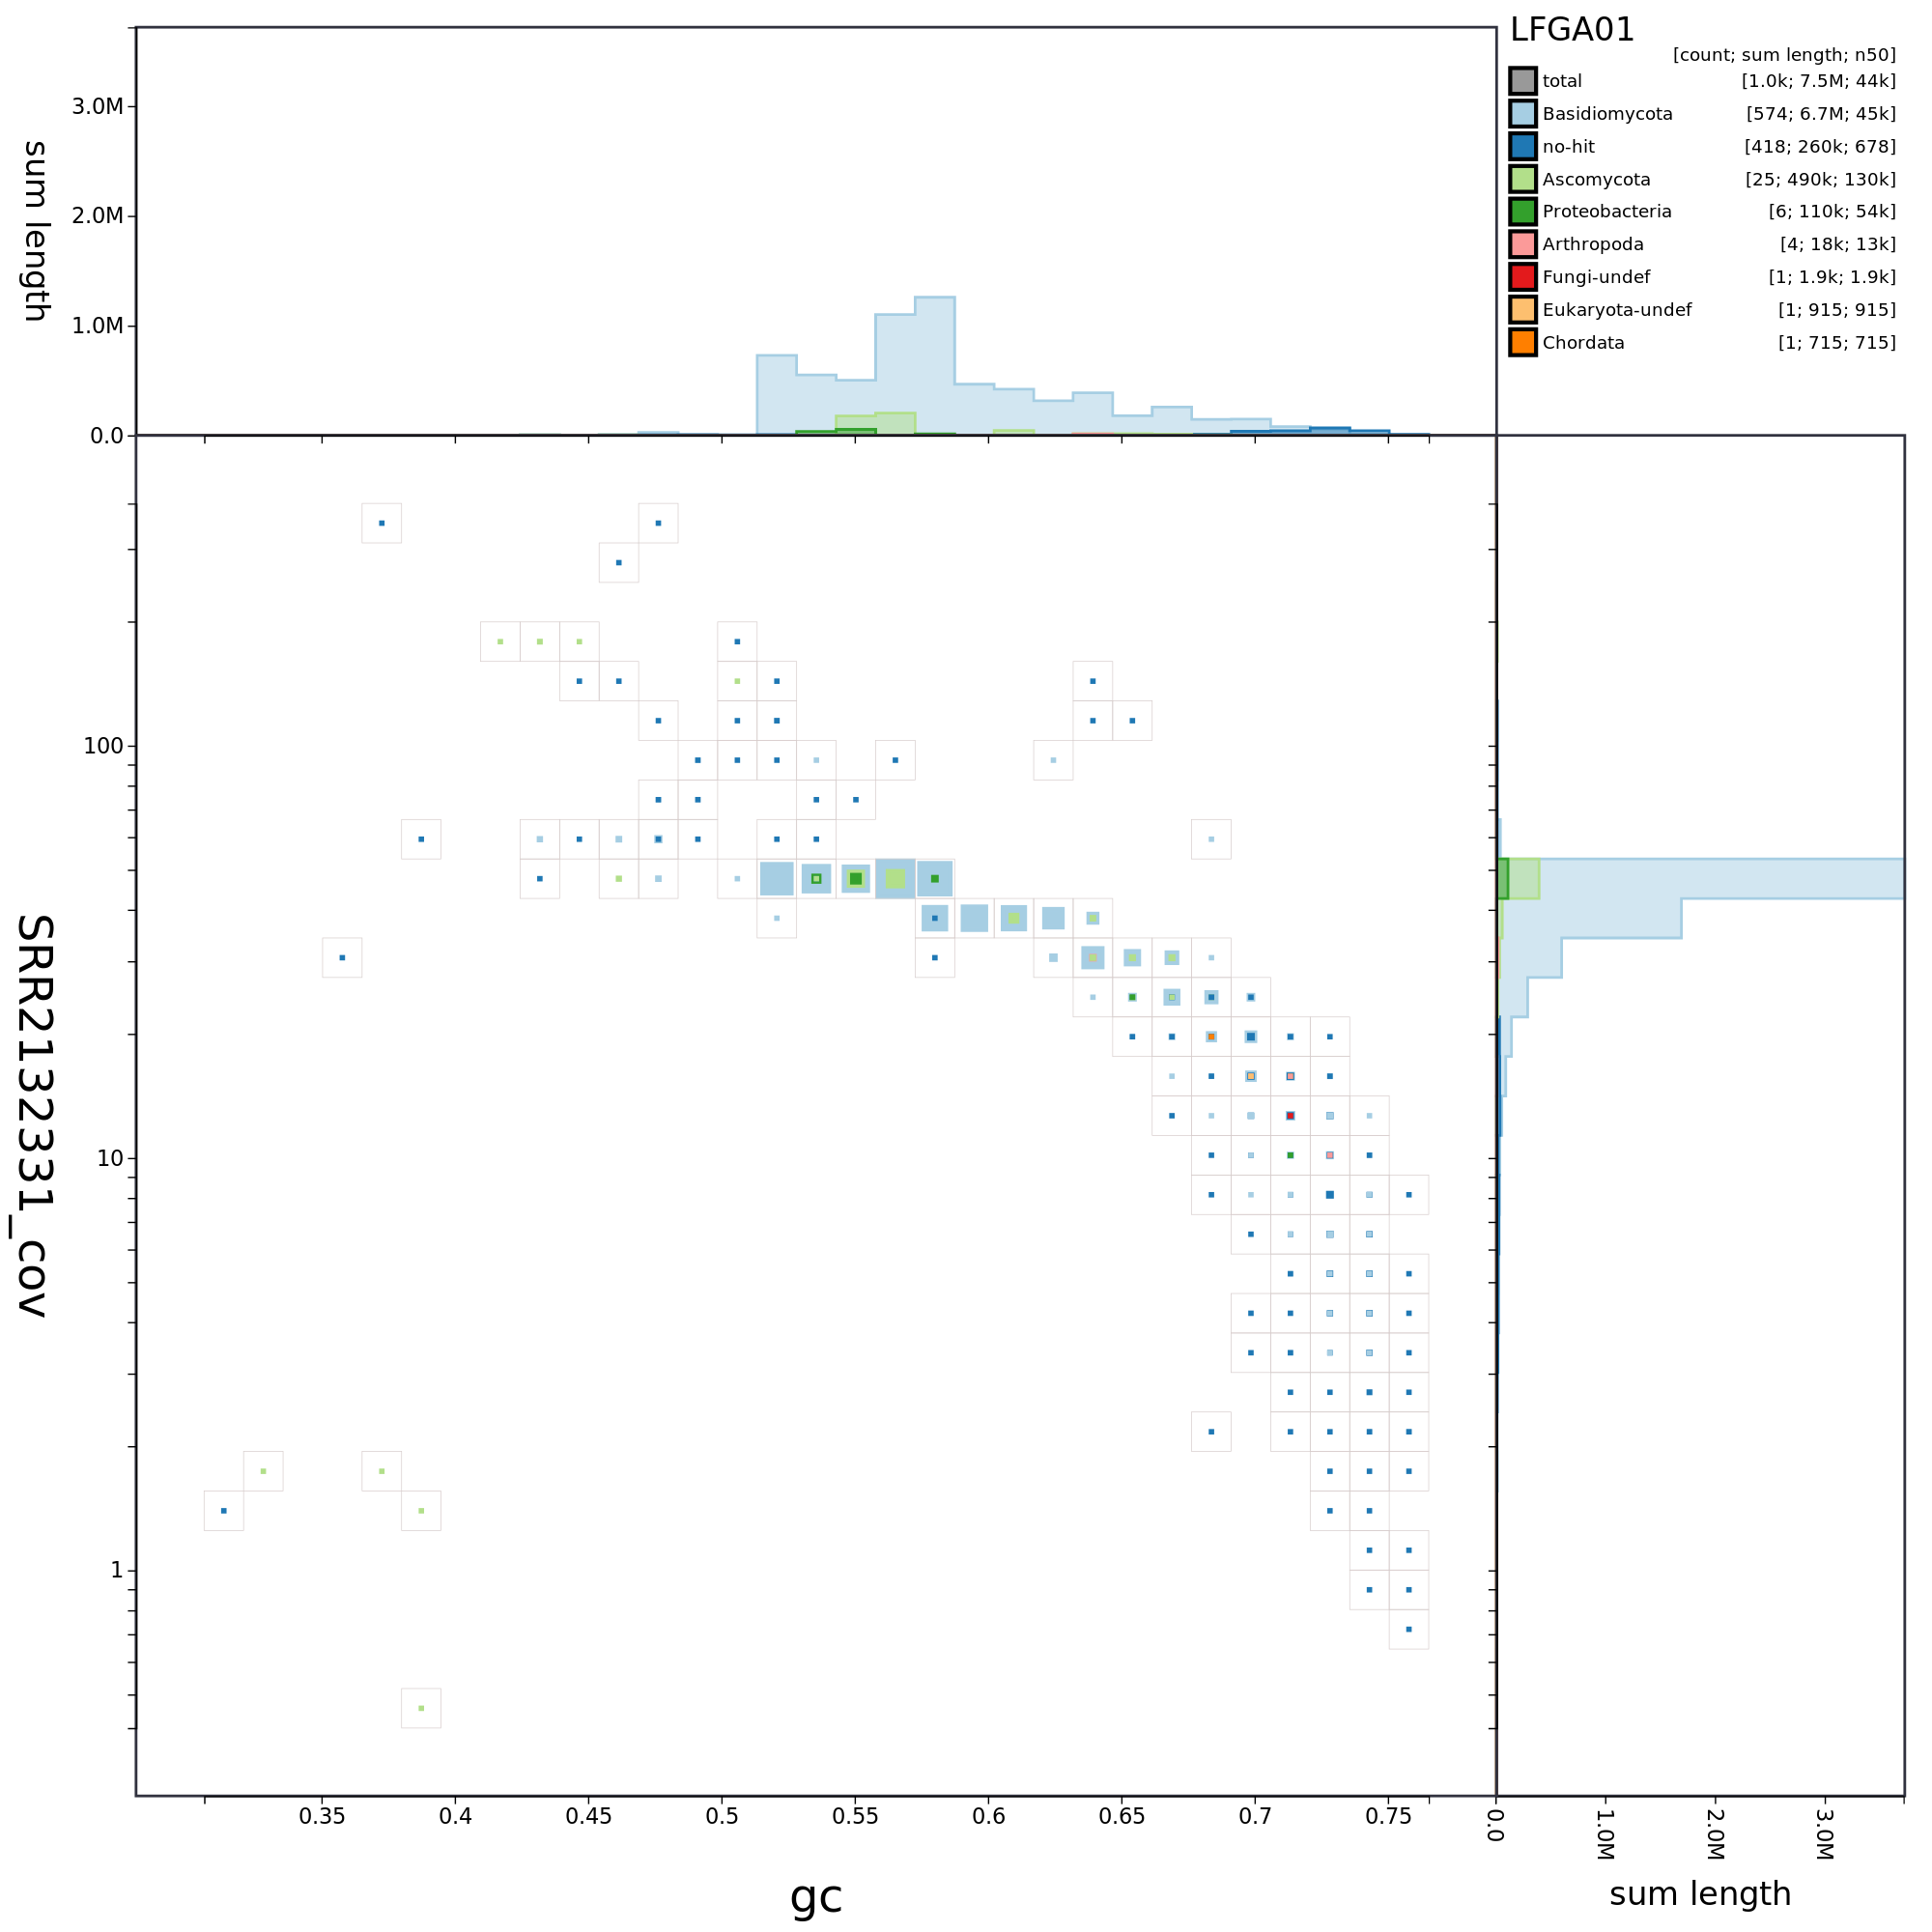 LFGA01
[count; sum length; n50]
total [1.0k; 7.5M; 44k]
Basidiomycota [574; 6.7M; 45k]
no-hit [418; 260k; 678]
Ascomycota [25; 490k; 130k]
Proteobacteria [6; 110k; 54k]
Arthropoda [4; 18k; 13k]
Fungi-undef [1; 1.9k; 1.9k]
Eukaryota-undef [1; 915; 915]
Chordata [1; 715; 715]
sum length
3.0M
2.0M
1.0M
0.0
SRR2132331_cov
100
10
1
0.35 0.4 0.45 0.5 0.55 0.6 0.65 0.7 0.75
gc
0.0 1.0M 2.0M 3.0M
sum length